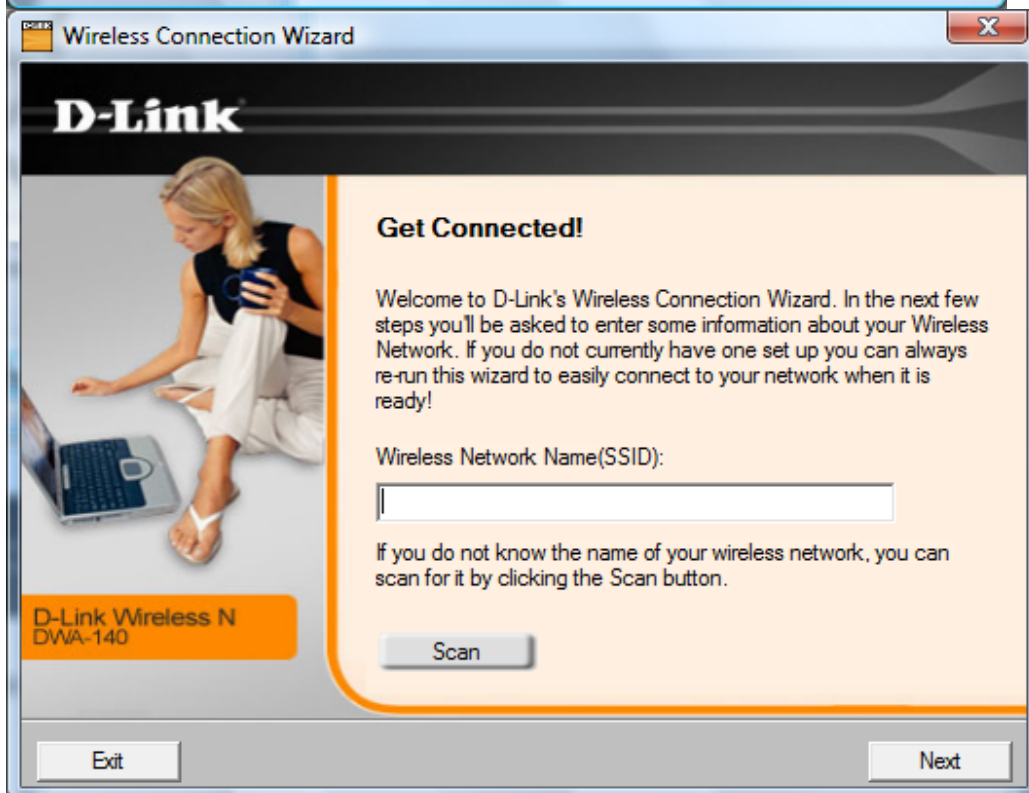 Wireless Connection Wizard
D-Link
Get Connected!
Welcome to D-Link's Wireless Connection Wizard. In the next few
steps you'll be asked to enter some information about your Wireless
Network. If you do not currently have one set up you can always
re-run this wizard to easily connect to your network when it is
ready!
Wireless Network Name(SSID):
If you do not know the name of your wireless network, you can
scan for it by clicking the Scan button.
D-Link Wireless N
DWA-140
Scan
Exit
Next